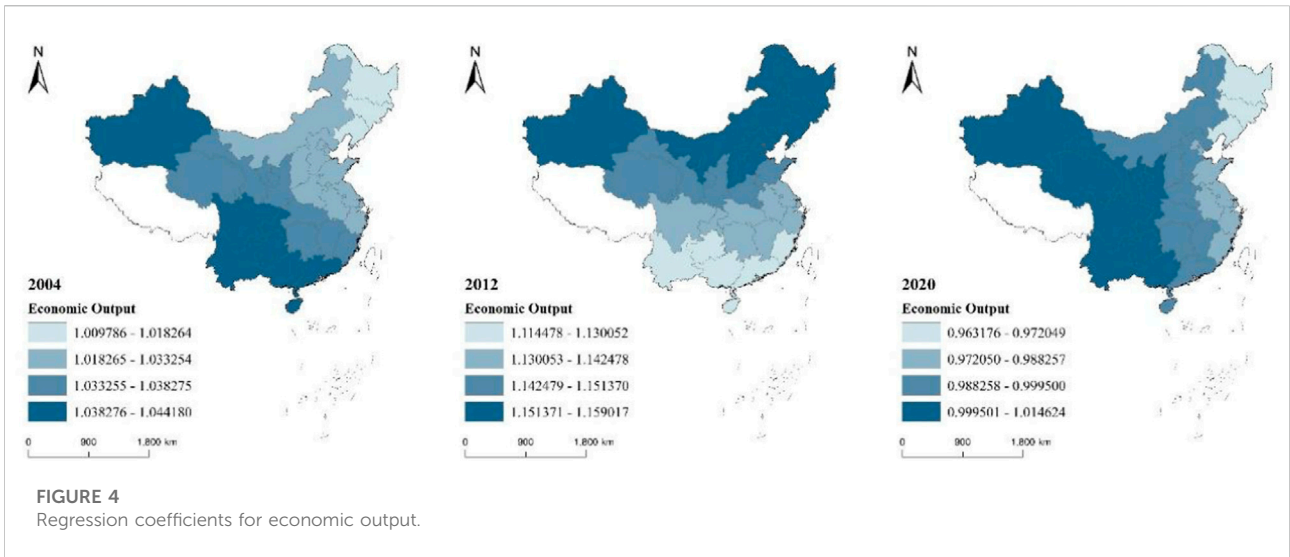 N
2004
Economic Output
1.009786 - 1.018264
1.018265 - 1.033254
1.033255 - 1.038275
1.038276 - 1.044180
0 900 1,800 km
N
2012
Economic Output
1.114478 - 1.130052
1.130053 - 1.142478
1.142479 - 1.151370
1.151371 - 1.159017
0 900 1,800 km
N
2020
Economic Output
0.963176 - 0.972049
0.972050 - 0.988257
0.988258 - 0.999500
0.999501 - 1.014624
0 900 1,800 km
FIGURE 4
Regression coefficients for economic output.